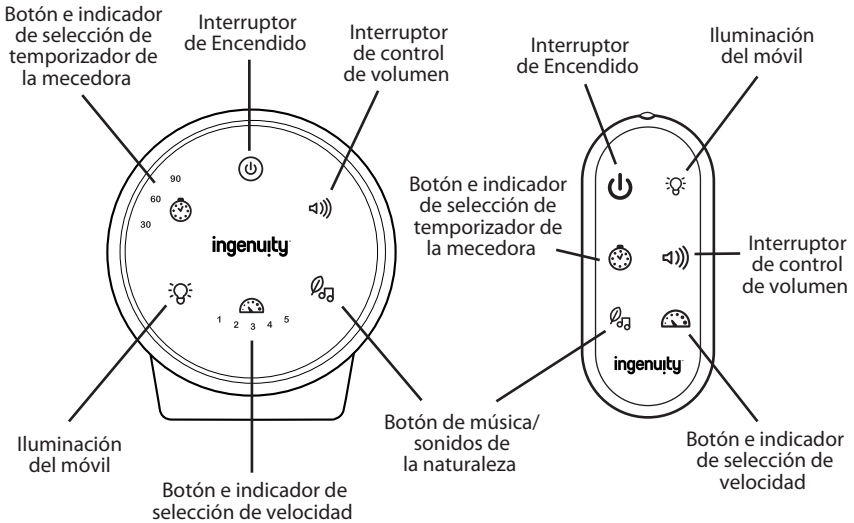 Botón e indicador
de selección de
temporizador de
la mecedora
Interruptor
de Encendido
Interruptor
de control
de volumen
90
60
30
ingenuity
1 2 3 4 5
Iluminación
del móvil
Botón e indicador de
selección de velocidad
Botón de música/
sonidos de
la naturaleza
Interruptor
de Encendido
Iluminación
del móvil
Botón e indicador
de selección de
temporizador de
la mecedora
Interruptor
de control
de volumen
ingenuity
Botón e indicador
de selección de
velocidad